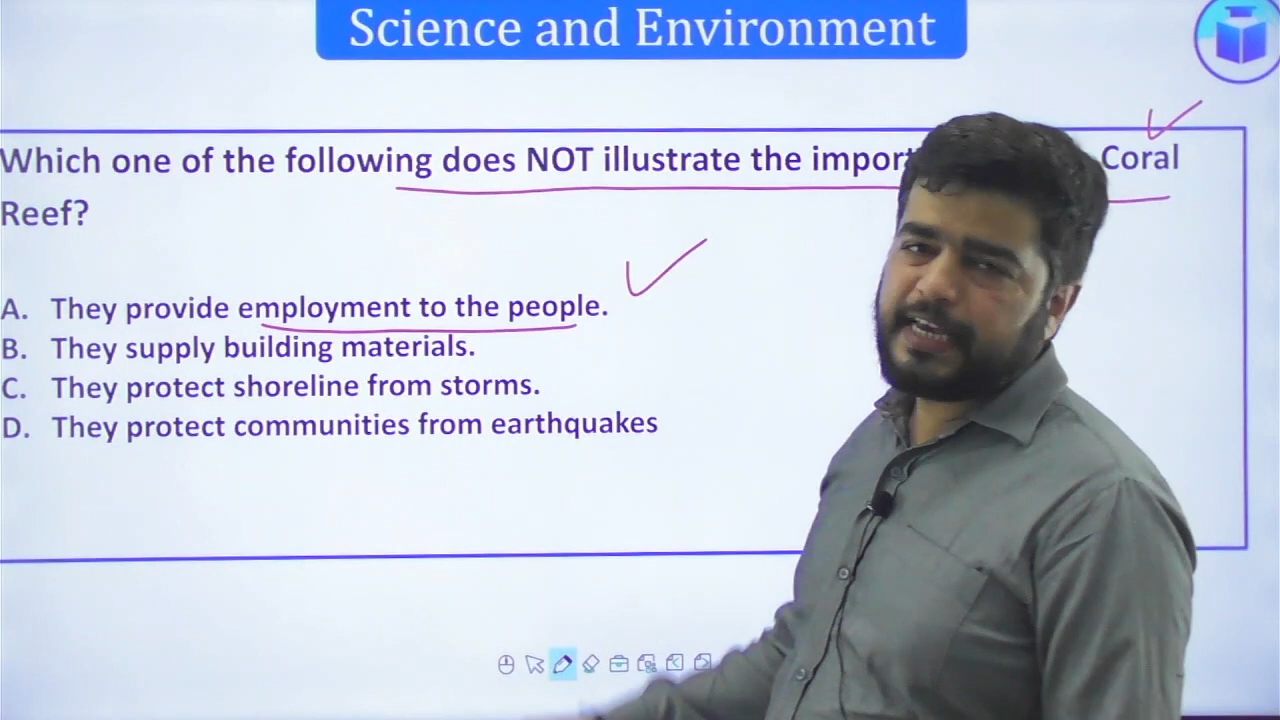 Science and Environment
Which one of the following does NOT illustrate the Coral
Reef?
A. They provide employment to the people.
B. They supply building materials.
C. They protect shoreline from storms.
D. They protect communities from earthquakes